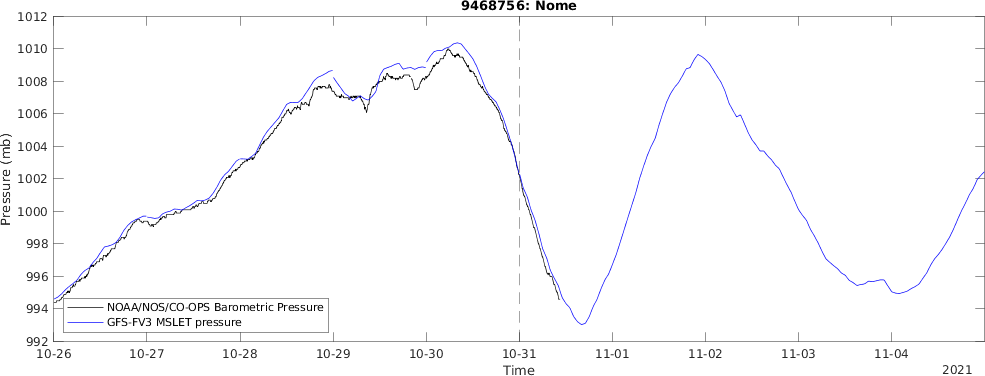 9468756: Nome
1012
1010
1008
1006
1004
1002
1000
998
996
994
992
Pressure (mb)
NOAA/NOS/CO-OPS Barometric Pressure
GFS-FV3 MSLET pressure
10-26 10-27 10-28 10-29 10-30 10-31 11-01 11-02 11-03 11-04
Time
2021